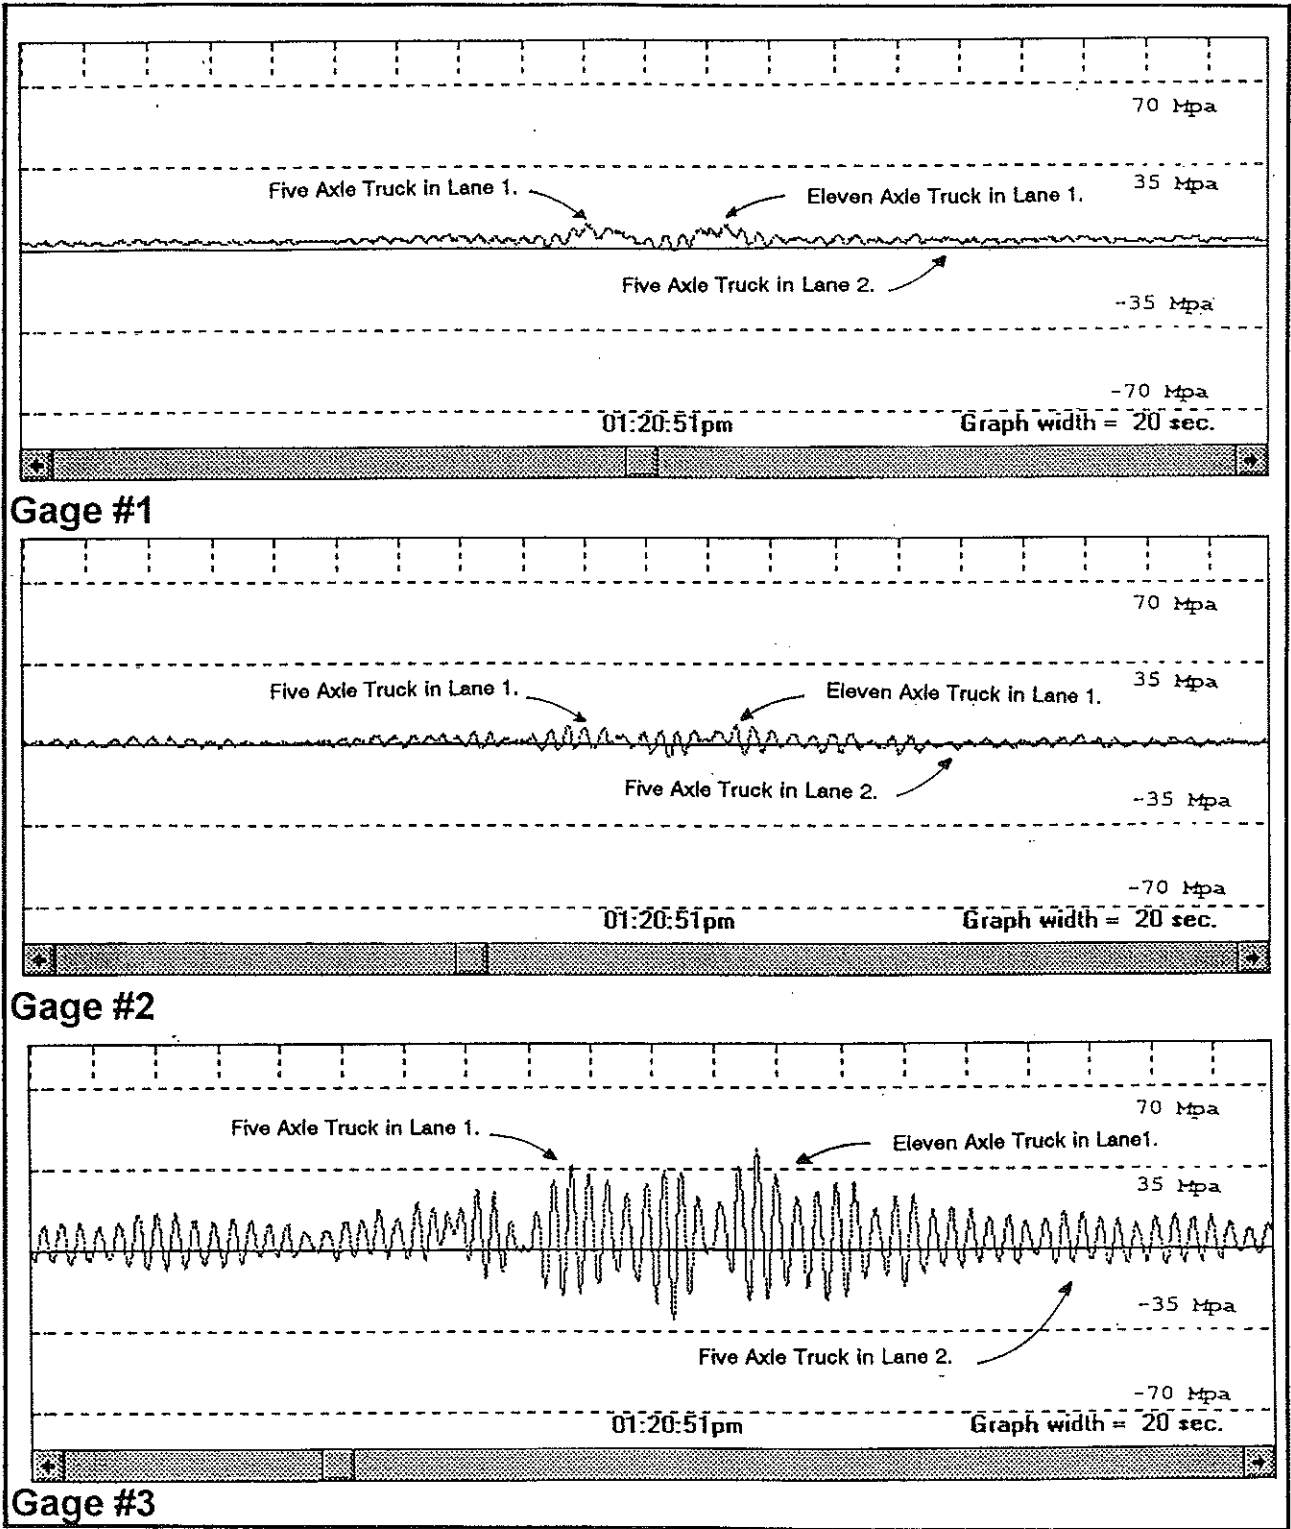 70 Mpa
Five Axle Truck in Lane 1.
35 Mpa
Eleven Axle Truck in Lane 1.
Five Axle Truck in Lane 2.
-35 Mpa
-70 Mpa
01:20:51pm
Graph width = 20 sec.
Gage #1
70 Mpa
Five Axle Truck in Lane 1.
35 Mpa
Eleven Axle Truck in Lane 1.
Five Axle Truck in Lane 2.
-35 Mpa
-70 Mpa
01:20:51pm
Graph width = 20 sec.
Gage #2
70 Mpa
Five Axle Truck in Lane 1.
Eleven Axle Truck in Lane1.
35 Mpa
-35 Mpa
Five Axle Truck in Lane 2.
-70 Mpa
01:20:51pm
Graph width = 20 sec.
Gage #3